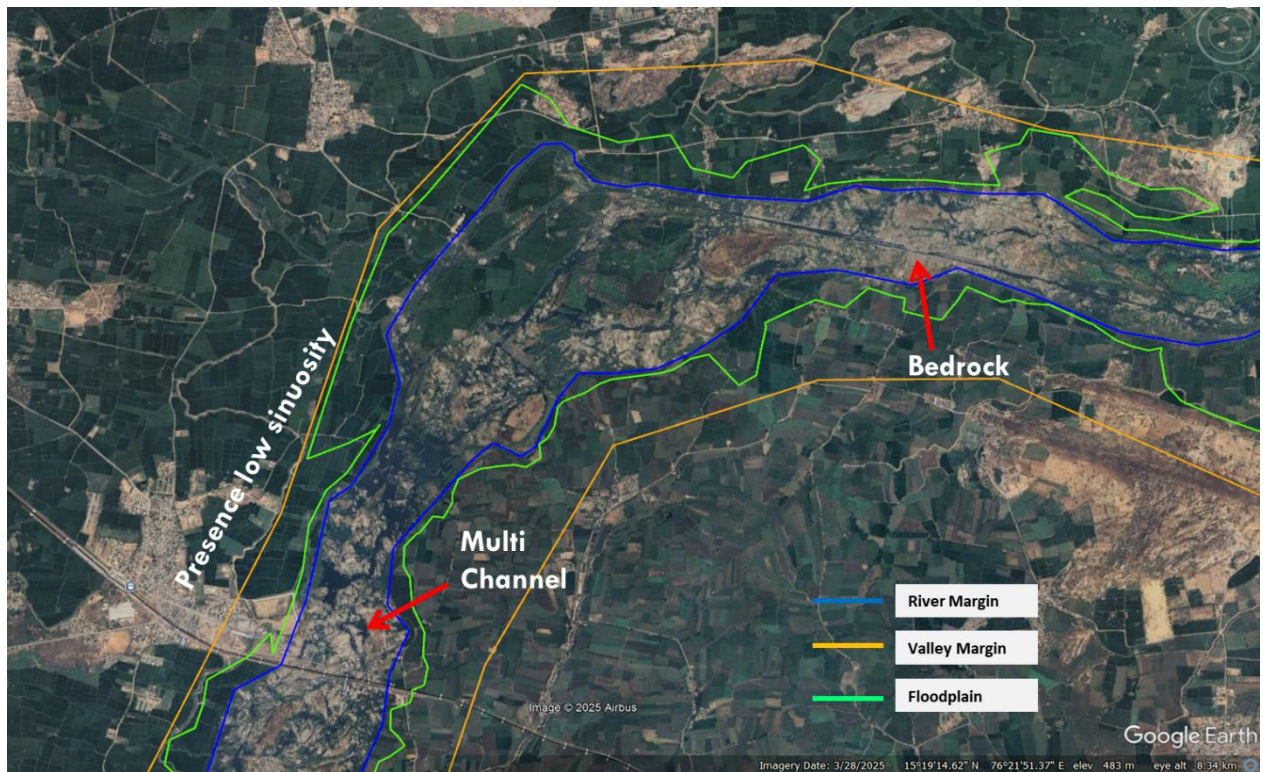 Presence low sinuosity
Bedrock
Multi
Channel
River Margin
Valley Margin
Floodplain
Image © 2025 Airbus
Google Earth
Imagery Date: 3/28/2025 15°19'14.62" N 76°21'51.37" E elev 483 m eye alt 8.34 km